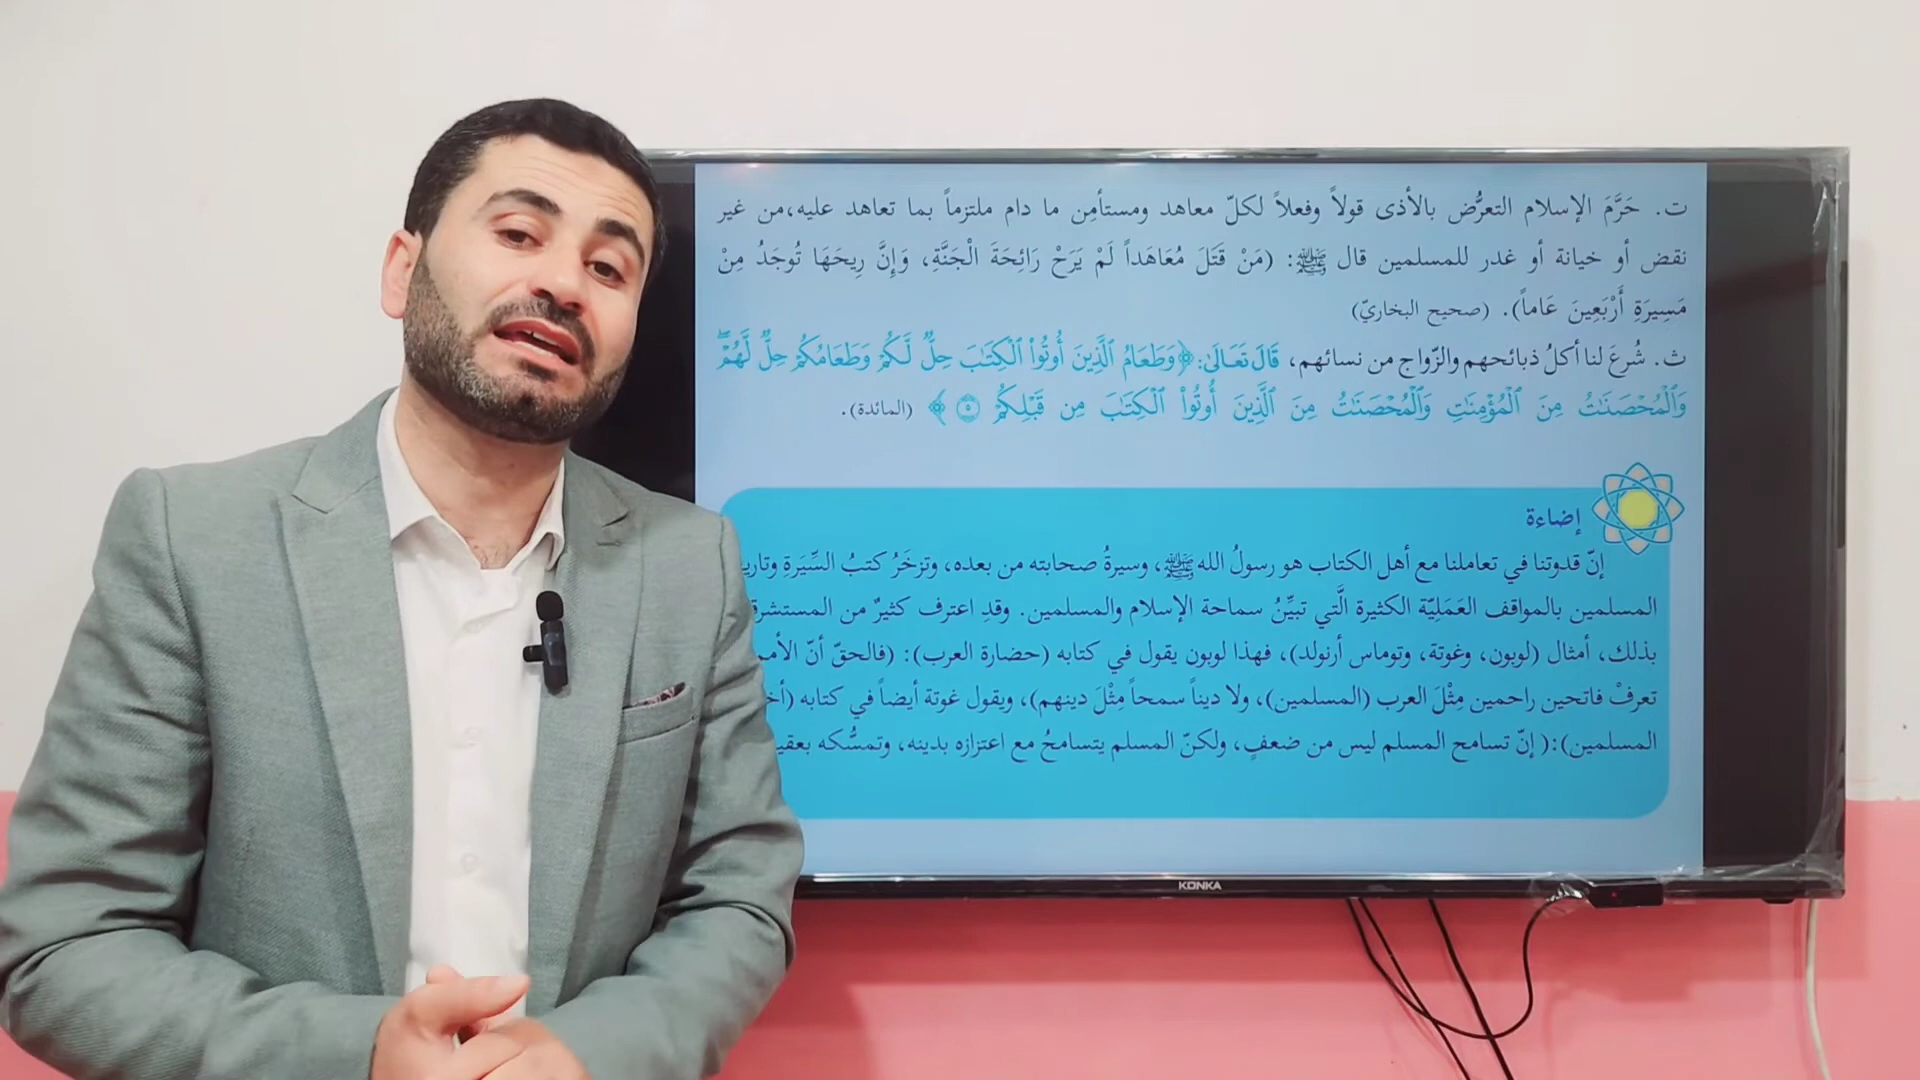 ت. حَرَّمَ الإسلام التعرُّض بالأذى قولاً وفعلاً لكلّ معاهد ومستأمِن ما دام ملتزماً بما تعاهد عليه،من غير
نقض أو خيانة أو غدر للمسلمين قال ﷺ: (مَنْ قَتَلَ مُعَاهَداً لَمْ يَرَحْ رَائِحَةَ الْجَنَّةِ، وَإِنَّ رِيحَهَا تُوجَدُ مِنْ
مَسِيرَةِ أَرْبَعِينَ عَاماً). (صحيح البخاريّ)
ث. شُرعَ لنا أكلُ ذبائحهم والزّواج من نسائهم، قَالَ تَعَالَىٰ: ﴿وَطَعَامُ ٱلَّذِينَ أُوتُواْ ٱلْكِتَٰبَ حِلٌّ لَّكُمْ وَطَعَامُكُمْ حِلٌّ لَّهُمْۖ
وَٱلْمُحْصَنَٰتُ مِنَ ٱلْمُؤْمِنَٰتِ وَٱلْمُحْصَنَٰتُ مِنَ ٱلَّذِينَ أُوتُواْ ٱلْكِتَٰبَ مِن قَبْلِكُمْ ٥﴾ (المائدة).
إضاءة
إنّ قدوتنا في تعاملنا مع أهل الكتاب هو رسولُ الله ﷺ، وسيرةُ صحابته من بعده، وتزخَرُ كتبُ السِّيَرةِ
المسلمين بالمواقف العَمَلِيّة الكثيرة الَّتي تبيِّنُ سماحة الإسلام والمسلمين. وقدِ اعترف كثيرٌ من
بذلك، أمثال (لوبون، وغوتة، وتوماس أرنولد)، فهذا لوبون يقول في كتابه (حضارة العرب): (فالحقّ أنّ
تعرفْ فاتحين راحمين مِثْلَ العرب (المسلمين)، ولا ديناً سمحاً مِثْلَ دينهم)، ويقول غوتة أيضاً في كتابه
المسلمين):( إنّ تسامح المسلم ليس من ضعفٍ، ولكنّ المسلم يتسامحُ مع اعتزازه بدينه، وتمسُّكه
KONKA